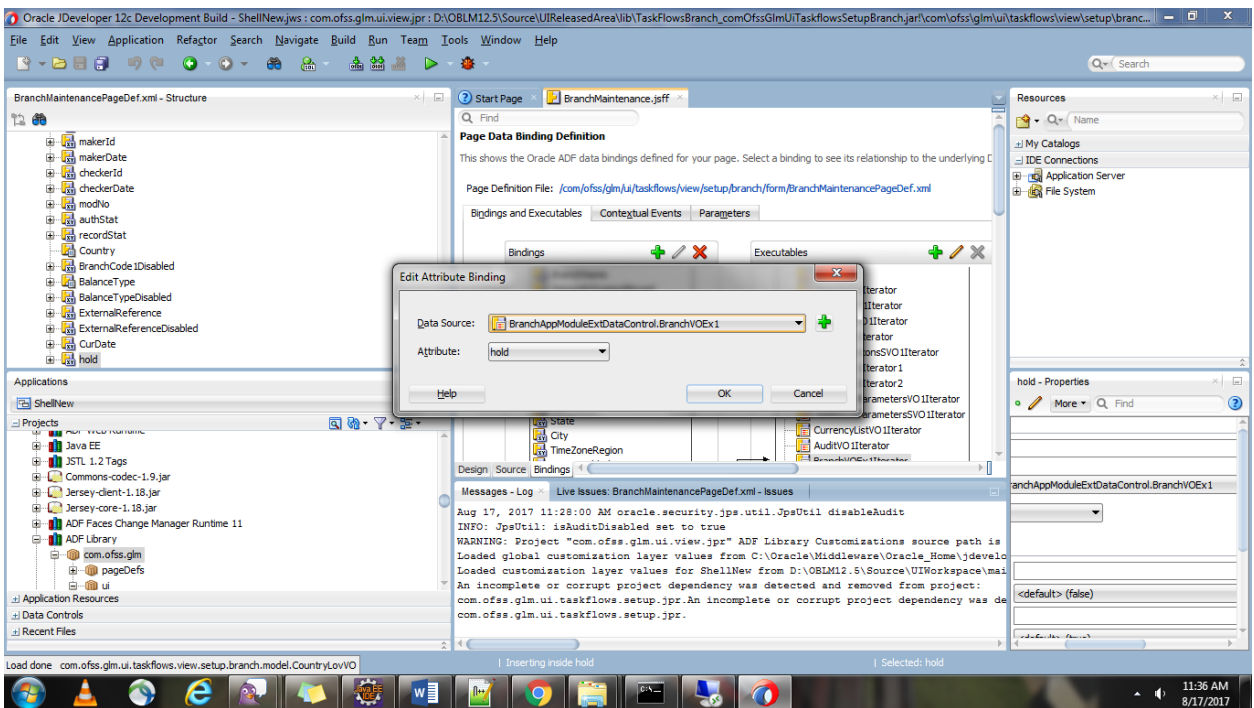 Oracle JDeveloper 12c Development Build - ShellNew.jws : com.ofss.glm.ui.view.jpr : D:\OBLM12.5\Source\UIReleasedArea\lib\TaskFlowsBranch_comOfssGlmUiTaskflowsSetupBranch.jar!\com\ofss\glm\ui\taskflows\view\setup\branc...
File Edit View Application Refactor Search Navigate Build Run Team Tools Window Help
Search
BranchMaintenancePageDef.xml - Structure
makerId
makerDate
checkerId
checkerDate
modNo
authStat
recordStat
Country
BranchCode1Disabled
BalanceType
BalanceTypeDisabled
ExternalReference
ExternalReferenceDisabled
CurDate
hold
Applications
ShellNew
Projects
ADF Web Runtime
Java EE
JSTL 1.2 Tags
Commons-codec-1.9.jar
Jersey-client-1.18.jar
Jersey-core-1.18.jar
ADF Faces Change Manager Runtime 11
ADF Library
com.ofss.glm
pageDefs
ui
Application Resources
Data Controls
Recent Files
Start Page
BranchMaintenance.jsff
Find
Page Data Binding Definition
This shows the Oracle ADF data bindings defined for your page. Select a binding to see its relationship to the underlying D
Page Definition File: /com/ofss/glm/ui/taskflows/view/setup/branch/form/BranchMaintenancePageDef.xml
Bindings and Executables Contextual Events Parameters
Bindings
Executables
Edit Attribute Binding
Data Source: BranchAppModuleExtDataControl.BranchVOEx1
Attribute: hold
Help OK Cancel
terator
1Iterator
O1Iterator
erator
onsSVO1Iterator
terator1
terator2
arametersVO1Iterator
arametersSVO1Iterator
CurrencyListVO1Iterator
AuditVO1Iterator
BranchVOEx1Iterator
State
City
TimeZoneRegion
Design Source Bindings
Messages - Log Live Issues: BranchMaintenancePageDef.xml - Issues
Aug 17, 2017 11:28:00 AM oracle.security.jps.util.JpsUtil disableAudit
INFO: JpsUtil: isAuditDisabled set to true
WARNING: Project "com.ofss.glm.ui.view.jpr" ADF Library Customizations source path is
Loaded global customization layer values from C:\Oracle\Middleware\Oracle_Home\jdevelo
Loaded customization layer values for ShellNew from D:\OBLM12.5\Source\UIWorkspace\mai
An incomplete or corrupt project dependency was detected and removed from project:
com.ofss.glm.ui.taskflows.setup.jpr.An incomplete or corrupt project dependency was de
com.ofss.glm.ui.taskflows.setup.jpr.
Resources
Name
My Catalogs
IDE Connections
Application Server
File System
hold - Properties
More Find
ranchAppModuleExtDataControl.BranchVOEx1
<default> (false)
<default> (true)
Load done com.ofss.glm.ui.taskflows.view.setup.branch.model.CountryLovVO
Inserting inside hold
Selected: hold
11:36 AM
8/17/2017